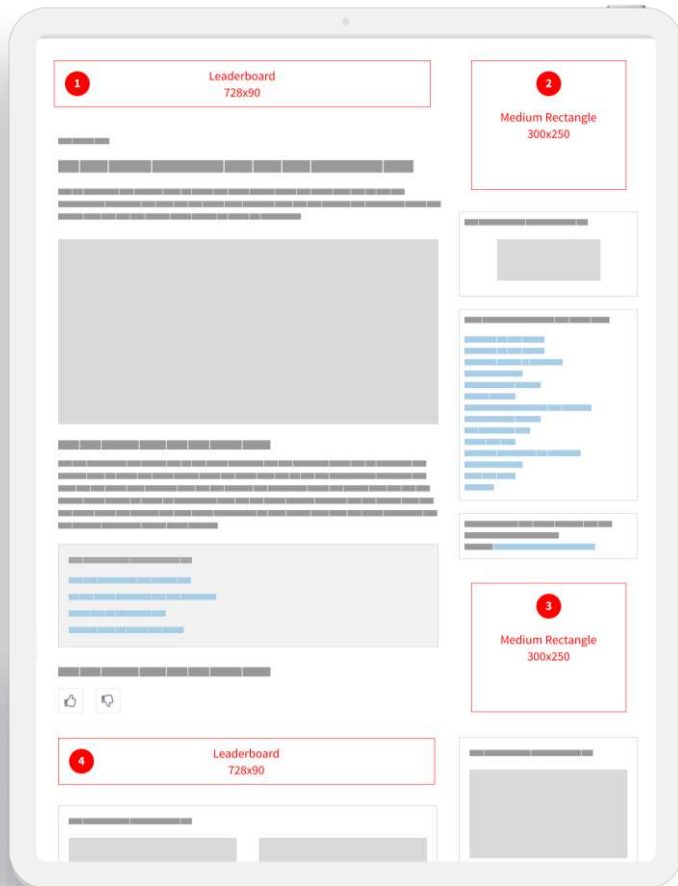 1
Leaderboard
728x90
2
Medium Rectangle
300x250
3
Medium Rectangle
300x250
4
Leaderboard
728x90